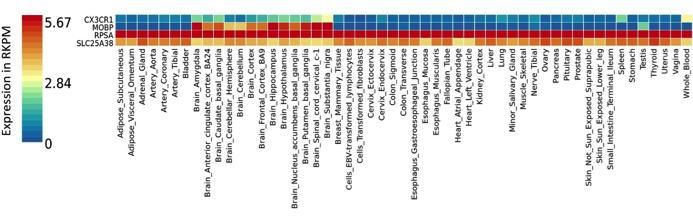 Expression in RKPM
5.67
2.84
0
CX3CR1
MOBP
RPSA
SLC25A38
Adipose_Subcutaneous
Adipose_Visceral_Omentum
Adrenal_Gland
Artery_Aorta
Artery_Coronary
Artery_Tibial
Bladder
Brain_Amygdala
Brain_Anterior_cingulate_cortex_BA24
Brain_Caudate_basal_ganglia
Brain_Cerebellar_Hemisphere
Brain_Cerebellum
Brain_Cortex
Brain_Frontal_Cortex_BA9
Brain_Hippocampus
Brain_Hypothalamus
Brain_Nucleus_accumbens_basal_ganglia
Brain_Putamen_basal_ganglia
Brain_Spinal_cord_cervical_c-1
Brain_Substantia_nigra
Breast_Mammary_Tissue
Cells_EBV-transformed_lymphocytes
Cells_Transformed_fibroblasts
Cervix_Ectocervix
Cervix_Endocervix
Colon_Sigmoid
Colon_Transverse
Esophagus_Gastroesophageal_Junction
Esophagus_Mucosa
Esophagus_Muscularis
Fallopian_Tube
Heart_Atrial_Appendage
Heart_Left_Ventricle
Kidney_Cortex
Liver
Lung
Minor_Salivary_Gland
Muscle_Skeletal
Nerve_Tibial
Ovary
Pancreas
Pituitary
Prostate
Skin_Not_Sun_Exposed_Suprapubic
Skin_Sun_Exposed_Lower_leg
Small_Intestine_Terminal_Ileum
Spleen
Stomach
Testis
Thyroid
Uterus
Vagina
Whole_Blood